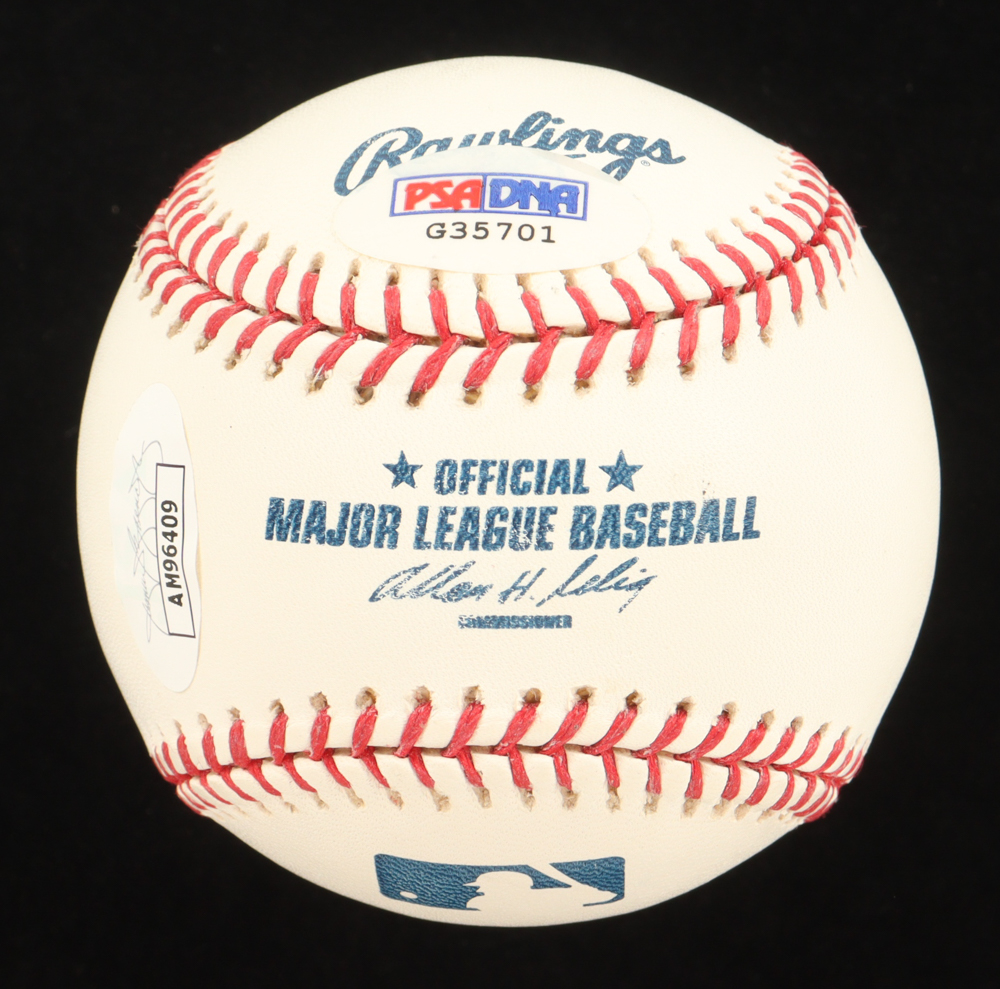 Rawlings
PSA DNA
G35701
OFFICIAL
MAJOR LEAGUE BASEBALL
Allan H. Selig
COMMISSIONER
AM96409